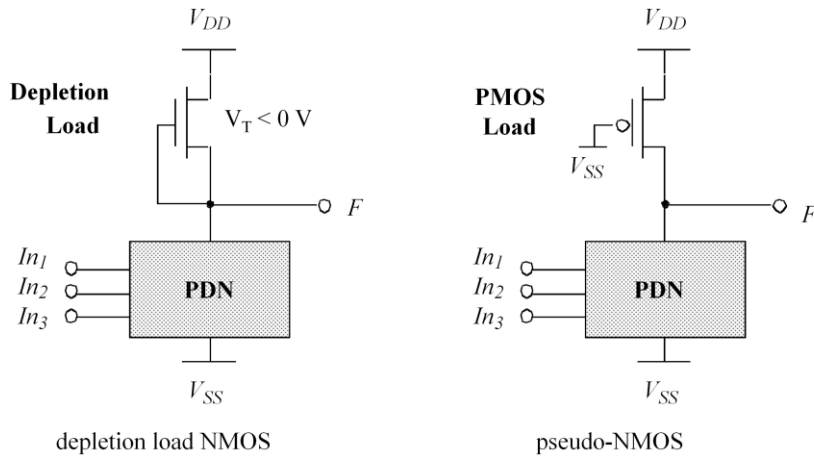 V_DD
Depletion
Load
V_T < 0 V
F
In_1
In_2
In_3
PDN
V_SS
depletion load NMOS
V_DD
PMOS
Load
V_SS
F
In_1
In_2
In_3
PDN
V_SS
pseudo-NMOS